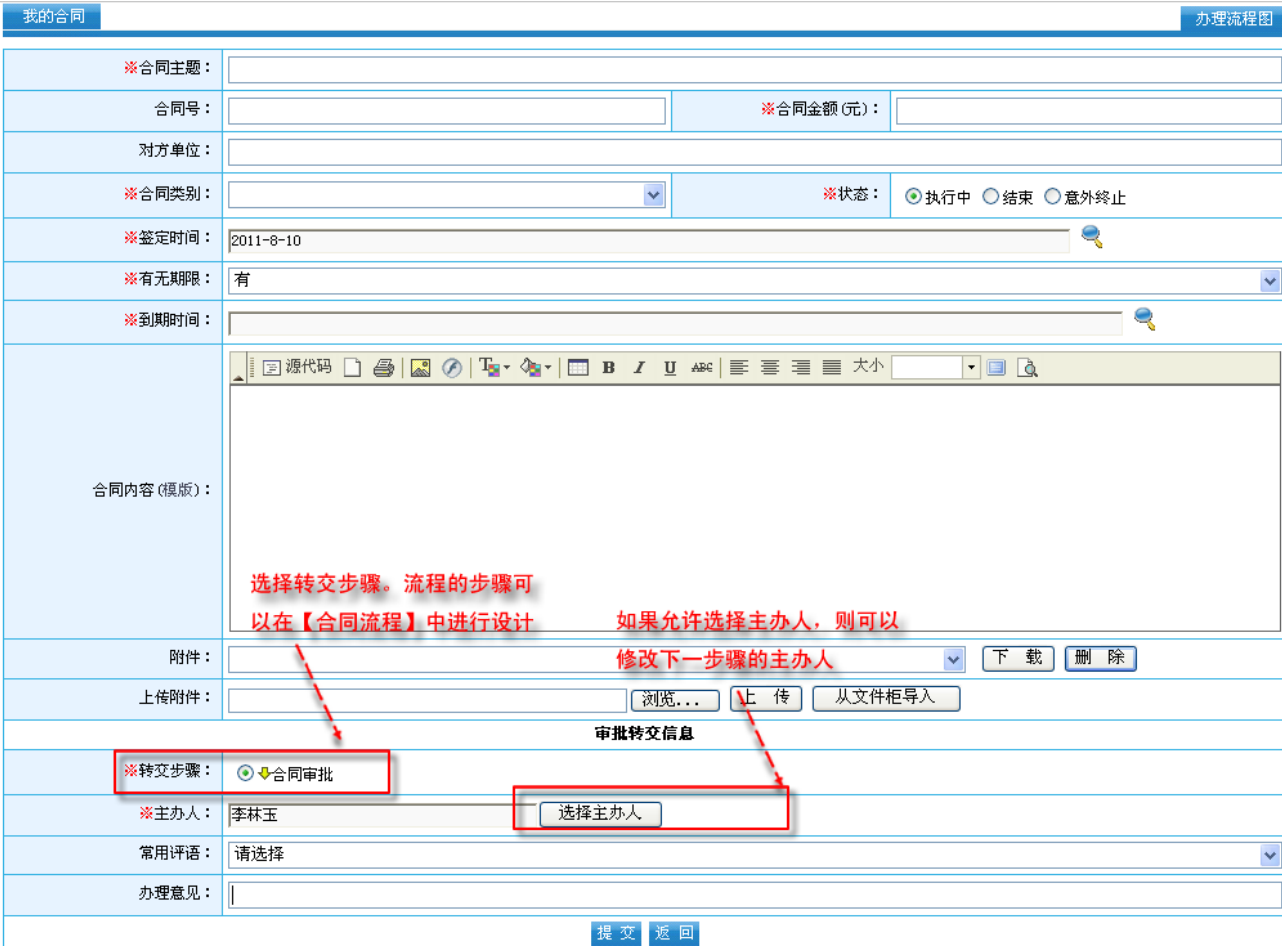 我的合同
办理流程图
※合同主题：
合同号：
※合同金额(元)：
对方单位：
※合同类别：
※状态：
执行中 结束 意外终止
※签定时间：
2011-8-10
※有无期限：
有
※到期时间：
源代码
B I U ABC
大小
合同内容(模版)：
选择转交步骤。流程的步骤可
以在【合同流程】中进行设计
如果允许选择主办人，则可以
修改下一步骤的主办人
附件：
下 载 删 除
上传附件：
浏览... 上 传 从文件柜导入
审批转交信息
※转交步骤：
合同审批
※主办人：
李林玉
选择主办人
常用评语：
请选择
办理意见：
提 交 返 回